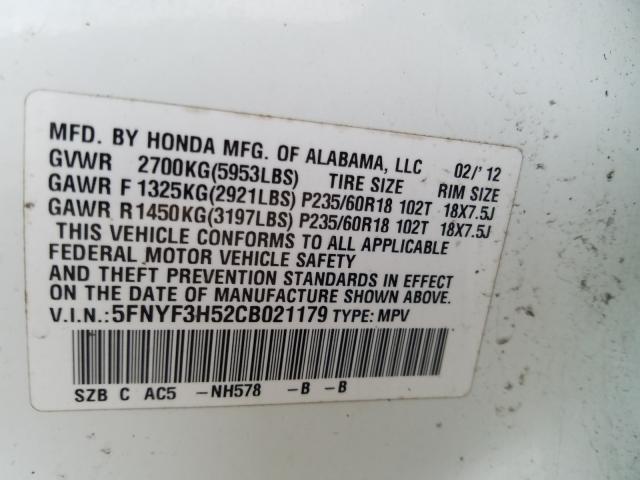 MFD. BY HONDA MFG. OF ALABAMA, LLC 02/'12
GVWR 2700KG(5953LBS) TIRE SIZE RIM SIZE
GAWR F 1325KG(2921LBS) P235/60R18 102T 18X7.5J
GAWR R1450KG(3197LBS) P235/60R18 102T 18X7.5J
THIS VEHICLE CONFORMS TO ALL APPLICABLE
FEDERAL MOTOR VEHICLE SAFETY
AND THEFT PREVENTION STANDARDS IN EFFECT
ON THE DATE OF MANUFACTURE SHOWN ABOVE.
V.I.N.:5FNYF3H52CB021179 TYPE: MPV
SZB C AC5 -NH578 -B -B